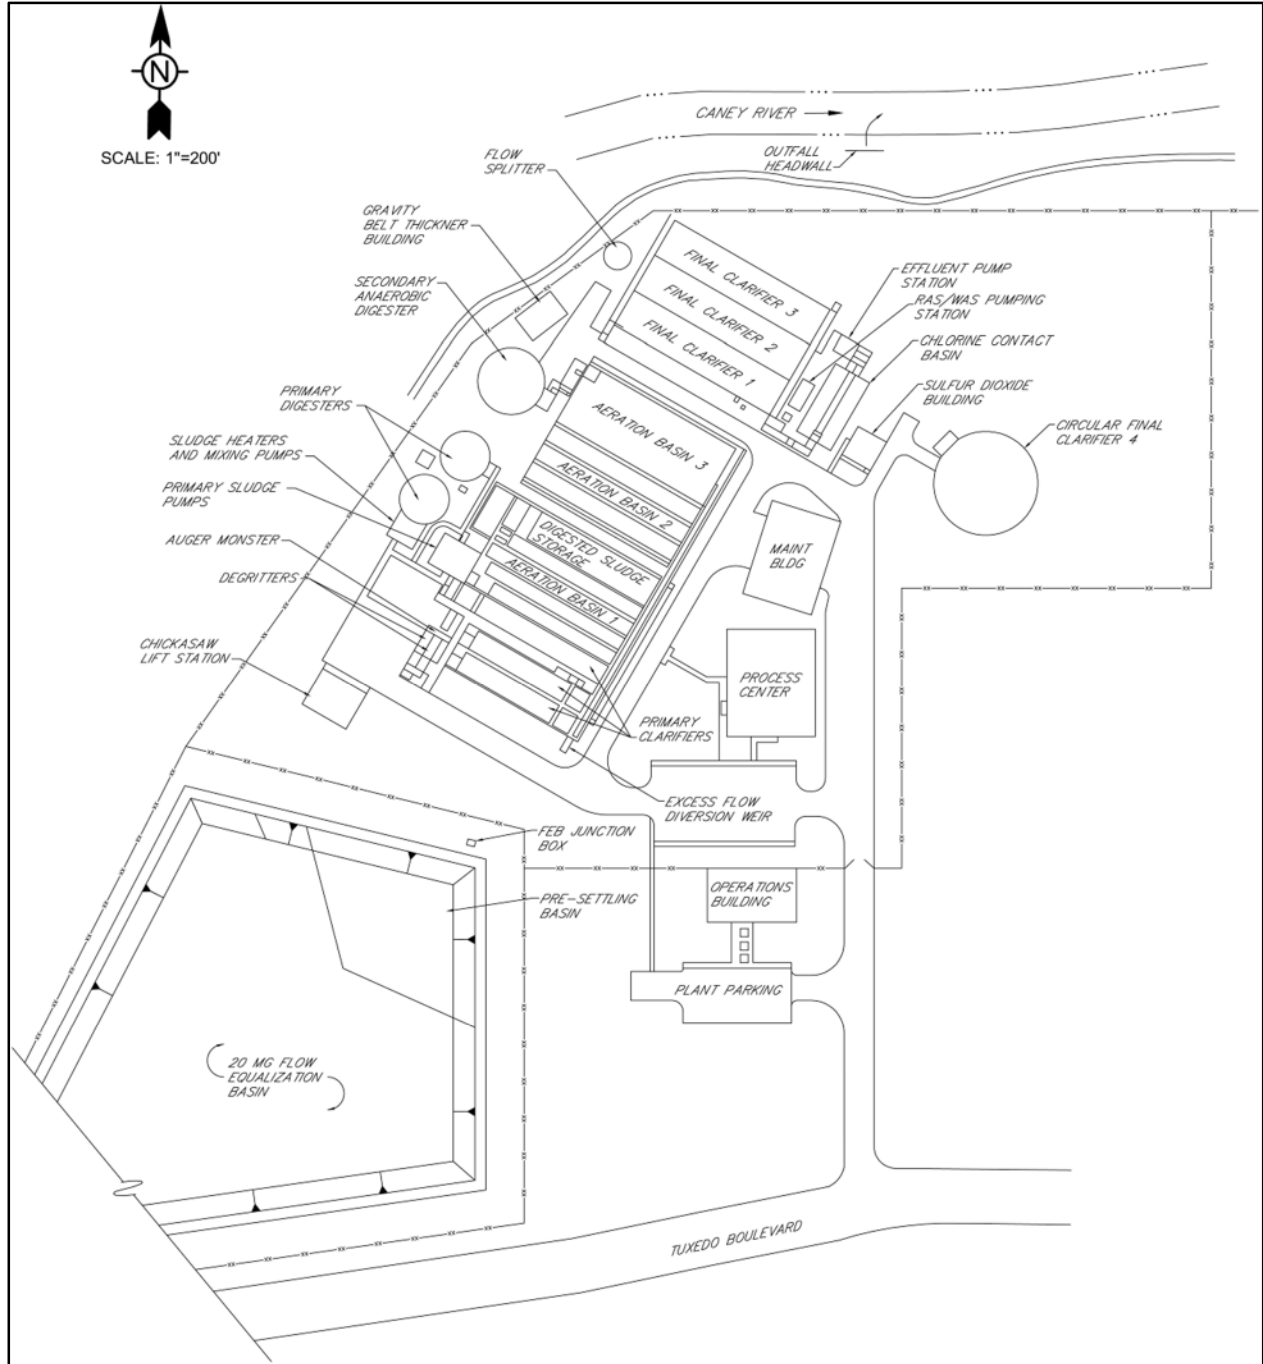 N
SCALE: 1"=200'
CANEY RIVER
OUTFALL
HEADWALL
FLOW
SPLITTER
GRAVITY
BELT THICKNER
BUILDING
SECONDARY
ANAEROBIC
DIGESTER
FINAL CLARIFIER 3
FINAL CLARIFIER 2
FINAL CLARIFIER 1
EFFLUENT PUMP
STATION
RAS/WAS PUMPING
STATION
CHLORINE CONTACT
BASIN
SULFUR DIOXIDE
BUILDING
CIRCULAR FINAL
CLARIFIER 4
PRIMARY
DIGESTERS
SLUDGE HEATERS
AND MIXING PUMPS
PRIMARY SLUDGE
PUMPS
AUGER MONSTER
DEGRITTERS
CHICKASAW
LIFT STATION
AERATION BASIN 3
AERATION BASIN 2
DIGESTED SLUDGE
STORAGE
AERATION BASIN 1
MAINT
BLDG
PROCESS
CENTER
PRIMARY
CLARIFIERS
EXCESS FLOW
DIVERSION WEIR
FEB JUNCTION
BOX
PRE-SETTLING
BASIN
OPERATIONS
BUILDING
PLANT PARKING
20 MG FLOW
EQUALIZATION
BASIN
TUXEDO BOULEVARD